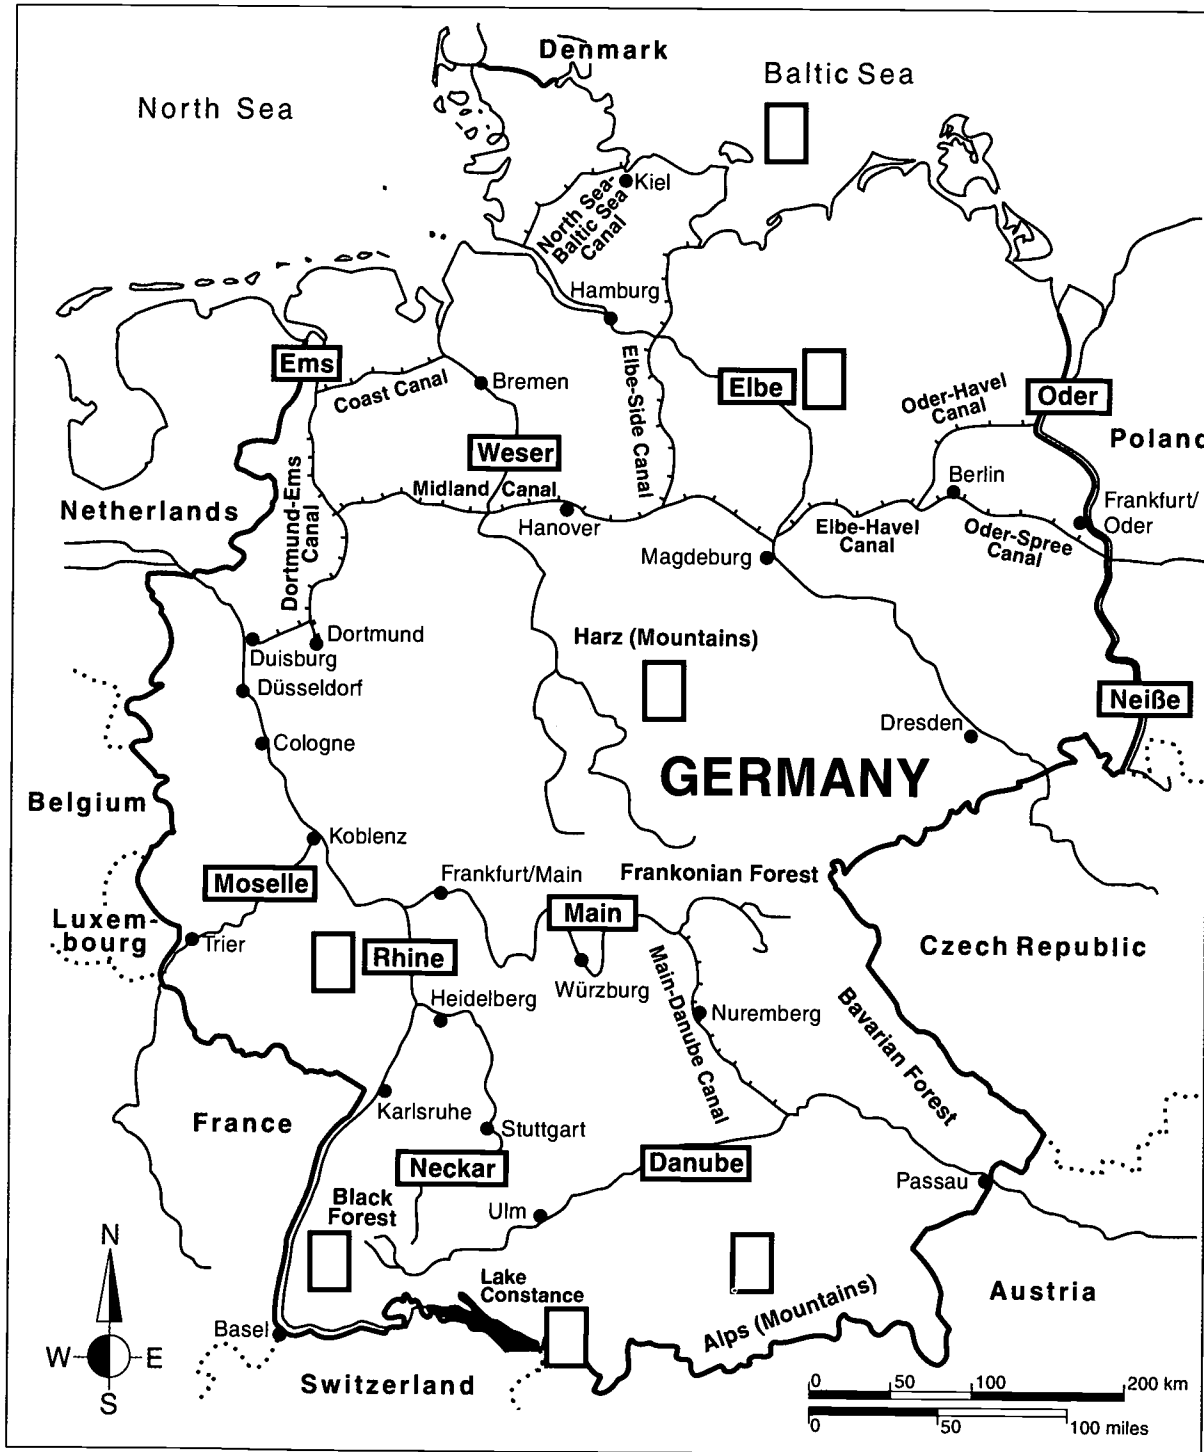 Denmark
Baltic Sea
North Sea
Kiel
North Sea-
Baltic Sea
Canal
Hamburg
Ems
Coast Canal
Bremen
Elbe-Side Canal
Elbe
Oder-Havel
Canal
Oder
Poland
Weser
Netherlands
Dortmund-Ems
Canal
Midland Canal
Hanover
Berlin
Frankfurt/
Oder
Elbe-Havel
Canal
Oder-Spree
Canal
Magdeburg
Dortmund
Duisburg
Harz (Mountains)
Düsseldorf
Neiße
Cologne
Dresden
GERMANY
Belgium
Koblenz
Moselle
Frankfurt/Main
Frankonian Forest
Luxem-
bourg
Trier
Main
Rhine
Czech Republic
Würzburg
Main-Danube Canal
Heidelberg
Nuremberg
Bavarian Forest
Karlsruhe
France
Stuttgart
Neckar
Danube
Passau
Black
Forest
Ulm
N
Lake
Constance
Alps (Mountains)
Austria
Basel
W E
S
Switzerland
0 50 100 200 km
0 50 100 miles